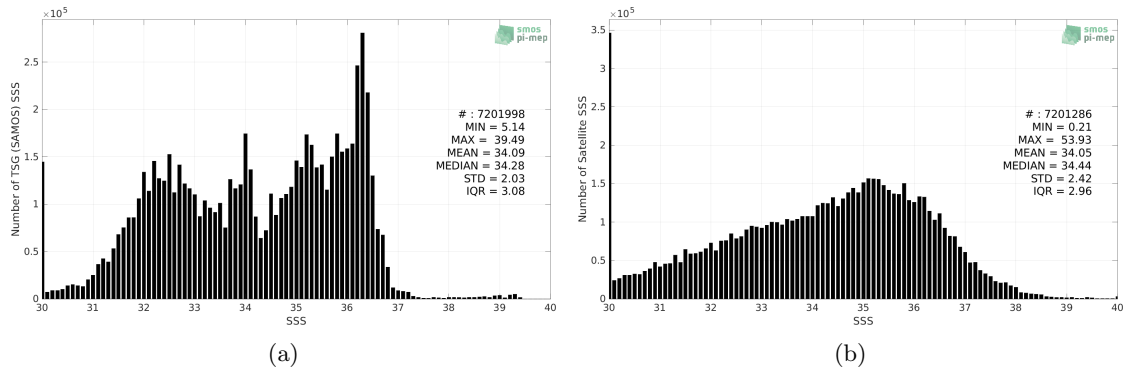 ×10^5
smos
pi-mep
Number of TSG (SAMOS) SSS
2.5
2
1.5
1
0.5
0
# : 7201998
MIN = 5.14
MAX = 39.49
MEAN = 34.09
MEDIAN = 34.28
STD = 2.03
IQR = 3.08
30 31 32 33 34 35 36 37 38 39 40
SSS
(a)
×10^5
smos
pi-mep
Number of Satellite SSS
3.5
3
2.5
2
1.5
1
0.5
0
# : 7201286
MIN = 0.21
MAX = 53.93
MEAN = 34.05
MEDIAN = 34.44
STD = 2.42
IQR = 2.96
30 31 32 33 34 35 36 37 38 39 40
SSS
(b)